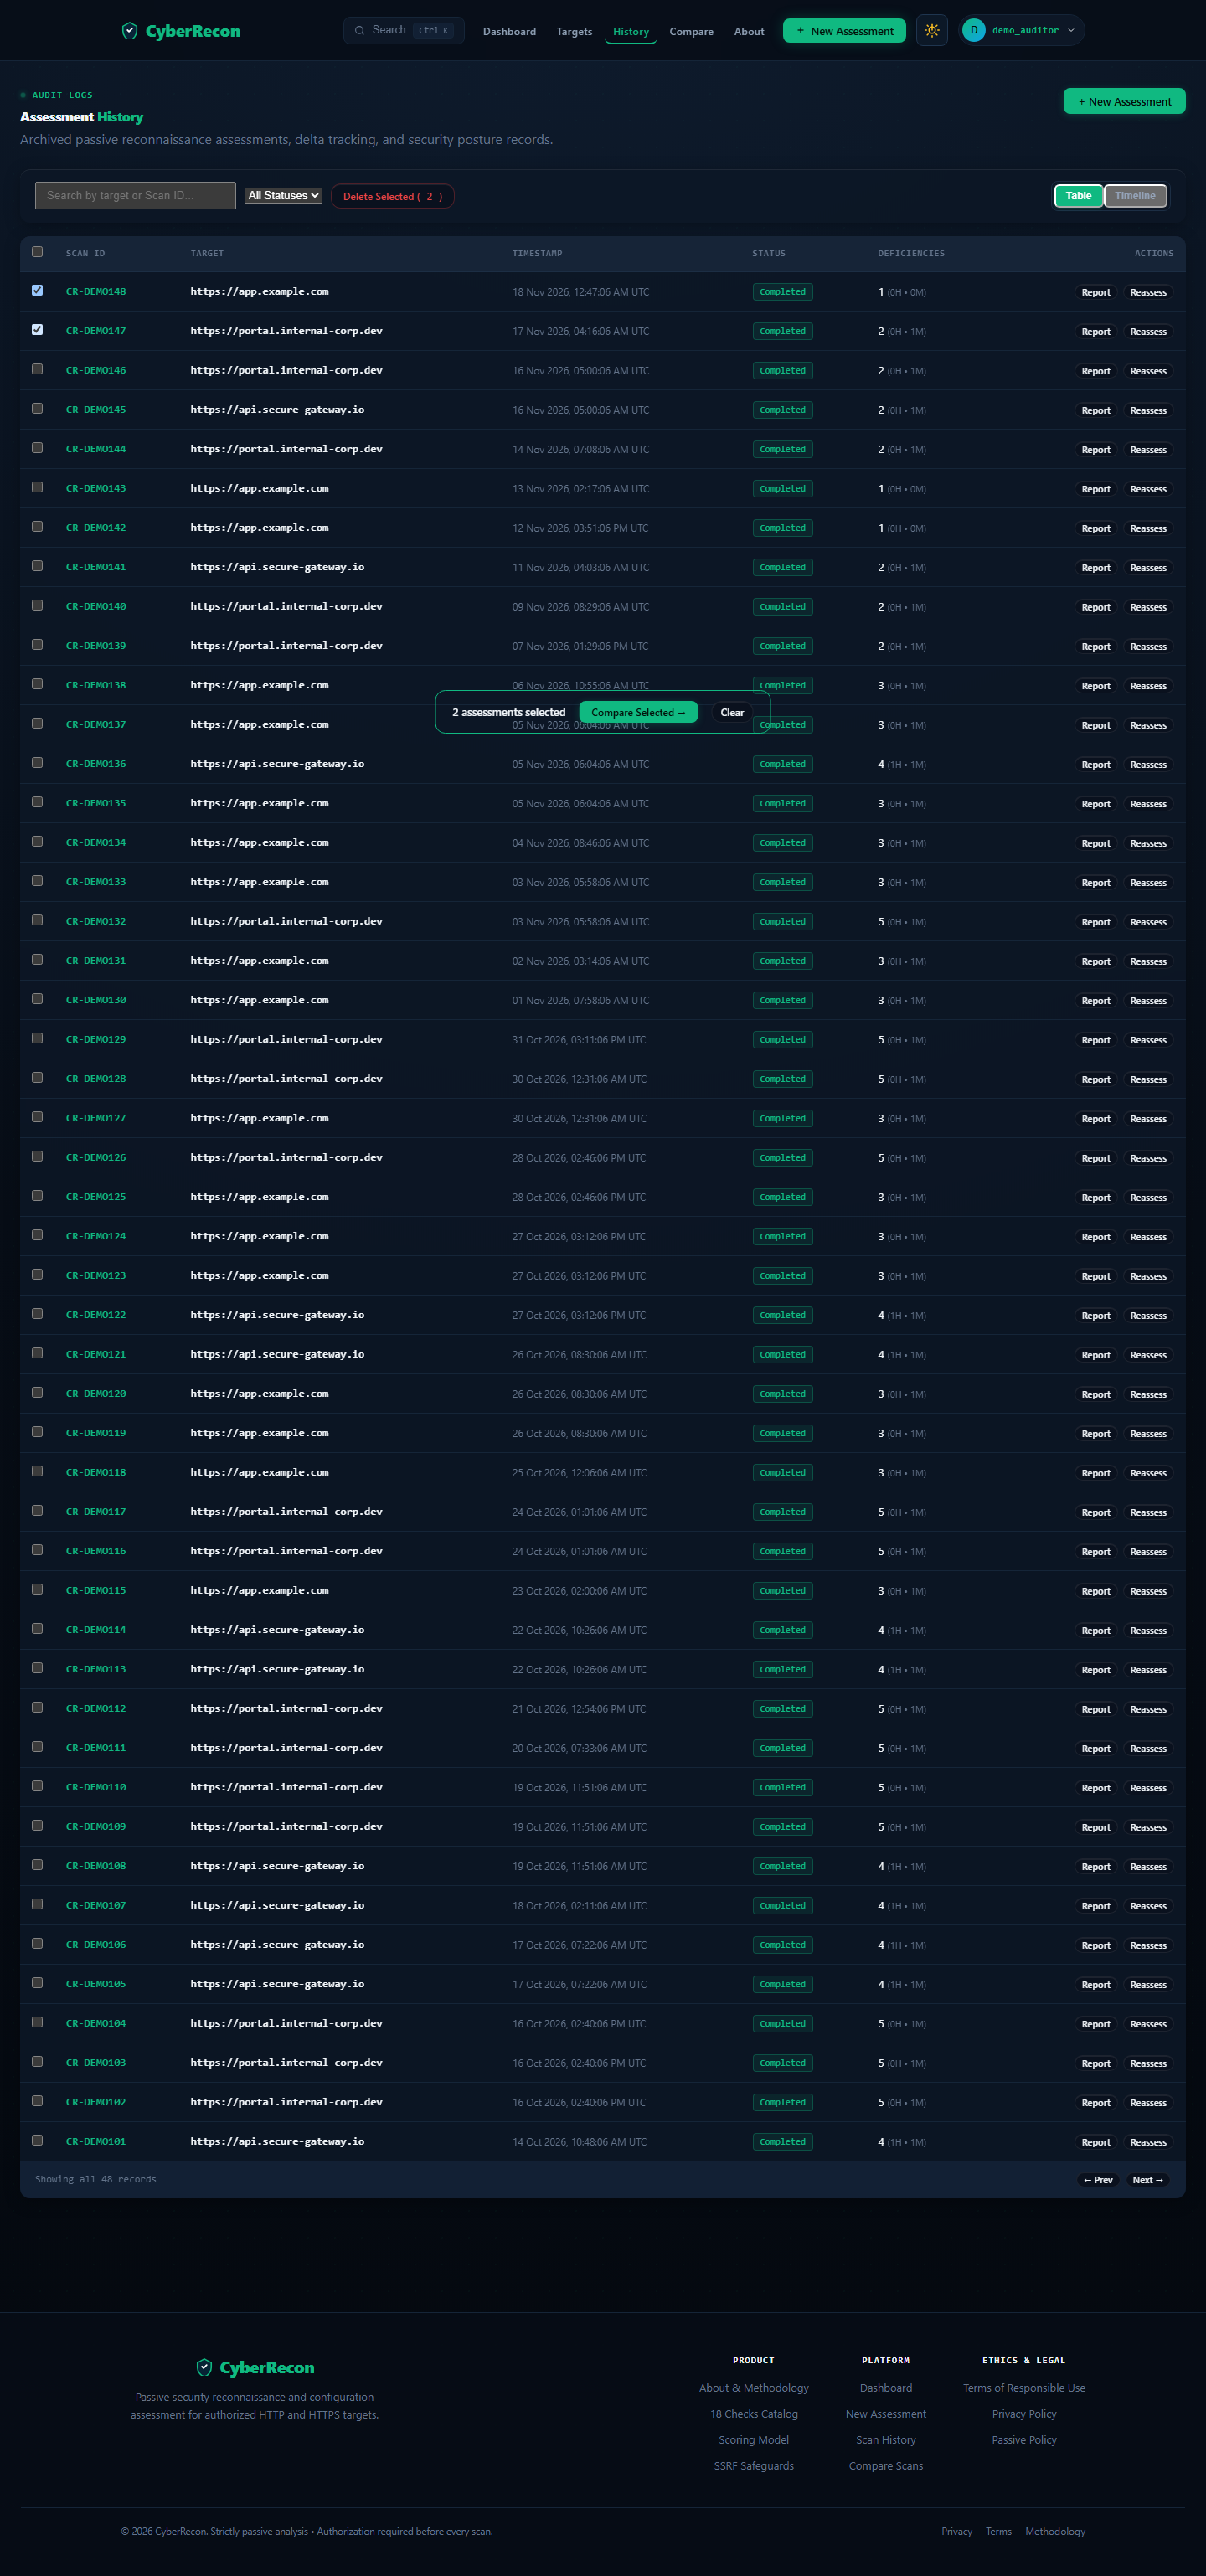 CyberRecon Search Ctrl K Dashboard Targets History Compare About + New Assessment D demo_auditor
AUDIT LOGS
Assessment History
+ New Assessment
Archived passive reconnaissance assessments, delta tracking, and security posture records.
Search by target or Scan ID... All Statuses Delete Selected ( 2 ) Table Timeline
SCAN ID TARGET TIMESTAMP STATUS DEFICIENCIES ACTIONS
CR-DEMO148 https://app.example.com 18 Nov 2026, 12:47:06 AM UTC Completed 1 (0H • 0M) Report Reassess
CR-DEMO147 https://portal.internal-corp.dev 17 Nov 2026, 04:16:06 AM UTC Completed 2 (0H • 1M) Report Reassess
CR-DEMO146 https://portal.internal-corp.dev 16 Nov 2026, 05:00:06 AM UTC Completed 2 (0H • 1M) Report Reassess
CR-DEMO145 https://api.secure-gateway.io 16 Nov 2026, 05:00:06 AM UTC Completed 2 (0H • 1M) Report Reassess
CR-DEMO144 https://portal.internal-corp.dev 14 Nov 2026, 07:08:06 AM UTC Completed 2 (0H • 1M) Report Reassess
CR-DEMO143 https://app.example.com 13 Nov 2026, 02:17:06 AM UTC Completed 1 (0H • 0M) Report Reassess
CR-DEMO142 https://app.example.com 12 Nov 2026, 03:51:06 PM UTC Completed 1 (0H • 0M) Report Reassess
CR-DEMO141 https://api.secure-gateway.io 11 Nov 2026, 04:03:06 AM UTC Completed 2 (0H • 1M) Report Reassess
CR-DEMO140 https://portal.internal-corp.dev 09 Nov 2026, 08:29:06 AM UTC Completed 2 (0H • 1M) Report Reassess
CR-DEMO139 https://portal.internal-corp.dev 07 Nov 2026, 01:29:06 PM UTC Completed 2 (0H • 1M) Report Reassess
CR-DEMO138 https://app.example.com 06 Nov 2026, 10:55:06 AM UTC Completed 3 (0H • 1M) Report Reassess
2 assessments selected Compare Selected → Clear
CR-DEMO137 https://app.example.com 05 Nov 2026, 06:04:06 AM UTC Completed 3 (0H • 1M) Report Reassess
CR-DEMO136 https://api.secure-gateway.io 05 Nov 2026, 06:04:06 AM UTC Completed 4 (1H • 1M) Report Reassess
CR-DEMO135 https://app.example.com 05 Nov 2026, 06:04:06 AM UTC Completed 3 (0H • 1M) Report Reassess
CR-DEMO134 https://app.example.com 04 Nov 2026, 08:46:06 AM UTC Completed 3 (0H • 1M) Report Reassess
CR-DEMO133 https://app.example.com 03 Nov 2026, 05:58:06 AM UTC Completed 3 (0H • 1M) Report Reassess
CR-DEMO132 https://portal.internal-corp.dev 03 Nov 2026, 05:58:06 AM UTC Completed 5 (0H • 1M) Report Reassess
CR-DEMO131 https://app.example.com 02 Nov 2026, 03:14:06 AM UTC Completed 3 (0H • 1M) Report Reassess
CR-DEMO130 https://app.example.com 01 Nov 2026, 07:58:06 AM UTC Completed 3 (0H • 1M) Report Reassess
CR-DEMO129 https://portal.internal-corp.dev 31 Oct 2026, 03:11:06 PM UTC Completed 5 (0H • 1M) Report Reassess
CR-DEMO128 https://portal.internal-corp.dev 30 Oct 2026, 12:31:06 AM UTC Completed 5 (0H • 1M) Report Reassess
CR-DEMO127 https://app.example.com 30 Oct 2026, 12:31:06 AM UTC Completed 3 (0H • 1M) Report Reassess
CR-DEMO126 https://portal.internal-corp.dev 28 Oct 2026, 02:46:06 PM UTC Completed 5 (0H • 1M) Report Reassess
CR-DEMO125 https://app.example.com 28 Oct 2026, 02:46:06 PM UTC Completed 3 (0H • 1M) Report Reassess
CR-DEMO124 https://app.example.com 27 Oct 2026, 03:12:06 PM UTC Completed 3 (0H • 1M) Report Reassess
CR-DEMO123 https://app.example.com 27 Oct 2026, 03:12:06 PM UTC Completed 3 (0H • 1M) Report Reassess
CR-DEMO122 https://api.secure-gateway.io 27 Oct 2026, 03:12:06 PM UTC Completed 4 (1H • 1M) Report Reassess
CR-DEMO121 https://api.secure-gateway.io 26 Oct 2026, 08:30:06 AM UTC Completed 4 (1H • 1M) Report Reassess
CR-DEMO120 https://app.example.com 26 Oct 2026, 08:30:06 AM UTC Completed 3 (0H • 1M) Report Reassess
CR-DEMO119 https://app.example.com 26 Oct 2026, 08:30:06 AM UTC Completed 3 (0H • 1M) Report Reassess
CR-DEMO118 https://app.example.com 25 Oct 2026, 12:06:06 AM UTC Completed 3 (0H • 1M) Report Reassess
CR-DEMO117 https://portal.internal-corp.dev 24 Oct 2026, 01:01:06 AM UTC Completed 5 (0H • 1M) Report Reassess
CR-DEMO116 https://portal.internal-corp.dev 24 Oct 2026, 01:01:06 AM UTC Completed 5 (0H • 1M) Report Reassess
CR-DEMO115 https://app.example.com 23 Oct 2026, 02:00:06 AM UTC Completed 3 (0H • 1M) Report Reassess
CR-DEMO114 https://api.secure-gateway.io 22 Oct 2026, 10:26:06 AM UTC Completed 4 (1H • 1M) Report Reassess
CR-DEMO113 https://api.secure-gateway.io 22 Oct 2026, 10:26:06 AM UTC Completed 4 (1H • 1M) Report Reassess
CR-DEMO112 https://portal.internal-corp.dev 21 Oct 2026, 12:54:06 PM UTC Completed 5 (0H • 1M) Report Reassess
CR-DEMO111 https://portal.internal-corp.dev 20 Oct 2026, 07:33:06 AM UTC Completed 5 (0H • 1M) Report Reassess
CR-DEMO110 https://portal.internal-corp.dev 19 Oct 2026, 11:51:06 AM UTC Completed 5 (0H • 1M) Report Reassess
CR-DEMO109 https://portal.internal-corp.dev 19 Oct 2026, 11:51:06 AM UTC Completed 5 (0H • 1M) Report Reassess
CR-DEMO108 https://api.secure-gateway.io 19 Oct 2026, 11:51:06 AM UTC Completed 4 (1H • 1M) Report Reassess
CR-DEMO107 https://api.secure-gateway.io 18 Oct 2026, 02:11:06 AM UTC Completed 4 (1H • 1M) Report Reassess
CR-DEMO106 https://api.secure-gateway.io 17 Oct 2026, 07:22:06 AM UTC Completed 4 (1H • 1M) Report Reassess
CR-DEMO105 https://api.secure-gateway.io 17 Oct 2026, 07:22:06 AM UTC Completed 4 (1H • 1M) Report Reassess
CR-DEMO104 https://portal.internal-corp.dev 16 Oct 2026, 02:40:06 PM UTC Completed 5 (0H • 1M) Report Reassess
CR-DEMO103 https://portal.internal-corp.dev 16 Oct 2026, 02:40:06 PM UTC Completed 5 (0H • 1M) Report Reassess
CR-DEMO102 https://portal.internal-corp.dev 16 Oct 2026, 02:40:06 PM UTC Completed 5 (0H • 1M) Report Reassess
CR-DEMO101 https://api.secure-gateway.io 14 Oct 2026, 10:48:06 AM UTC Completed 4 (1H • 1M) Report Reassess
Showing all 48 records ← Prev Next →
CyberRecon
Passive security reconnaissance and configuration
assessment for authorized HTTP and HTTPS targets.
PRODUCT
About & Methodology
18 Checks Catalog
Scoring Model
SSRF Safeguards
PLATFORM
Dashboard
New Assessment
Scan History
Compare Scans
ETHICS & LEGAL
Terms of Responsible Use
Privacy Policy
Passive Policy
© 2026 CyberRecon. Strictly passive analysis • Authorization required before every scan. Privacy Terms Methodology